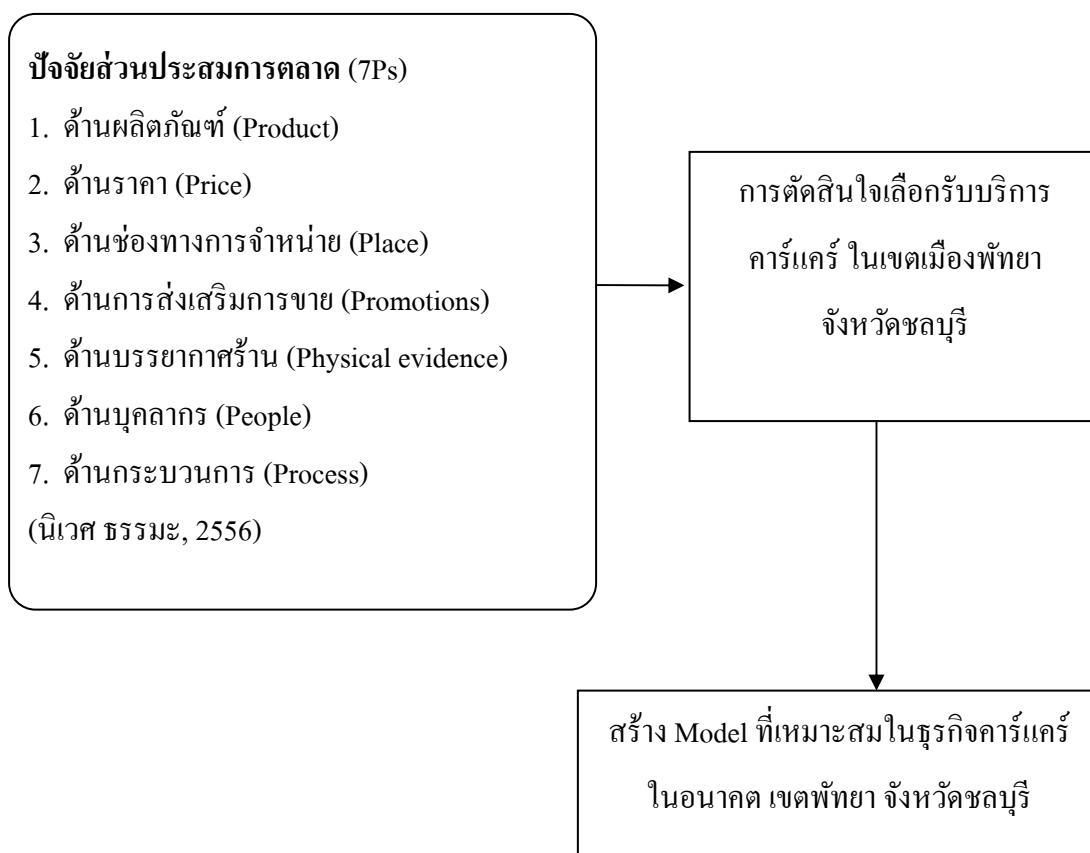 ปัจจัยส่วนประสมการตลาด (7Ps)
1. ด้านผลิตภัณฑ์ (Product)
2. ด้านราคา (Price)
3. ด้านช่องทางการจำหน่าย (Place)
4. ด้านการส่งเสริมการขาย (Promotions)
5. ด้านบรรยากาศร้าน (Physical evidence)
6. ด้านบุคลากร (People)
7. ด้านกระบวนการ (Process)
(นิเวศ ธรรมะ, 2556)
การตัดสินใจเลือกรับบริการ
คาร์แคร์ ในเขตเมืองพัทยา
จังหวัดชลบุรี
สร้าง Model ที่เหมาะสมในธุรกิจคาร์แคร์
ในอนาคต เขตพัทยา จังหวัดชลบุรี